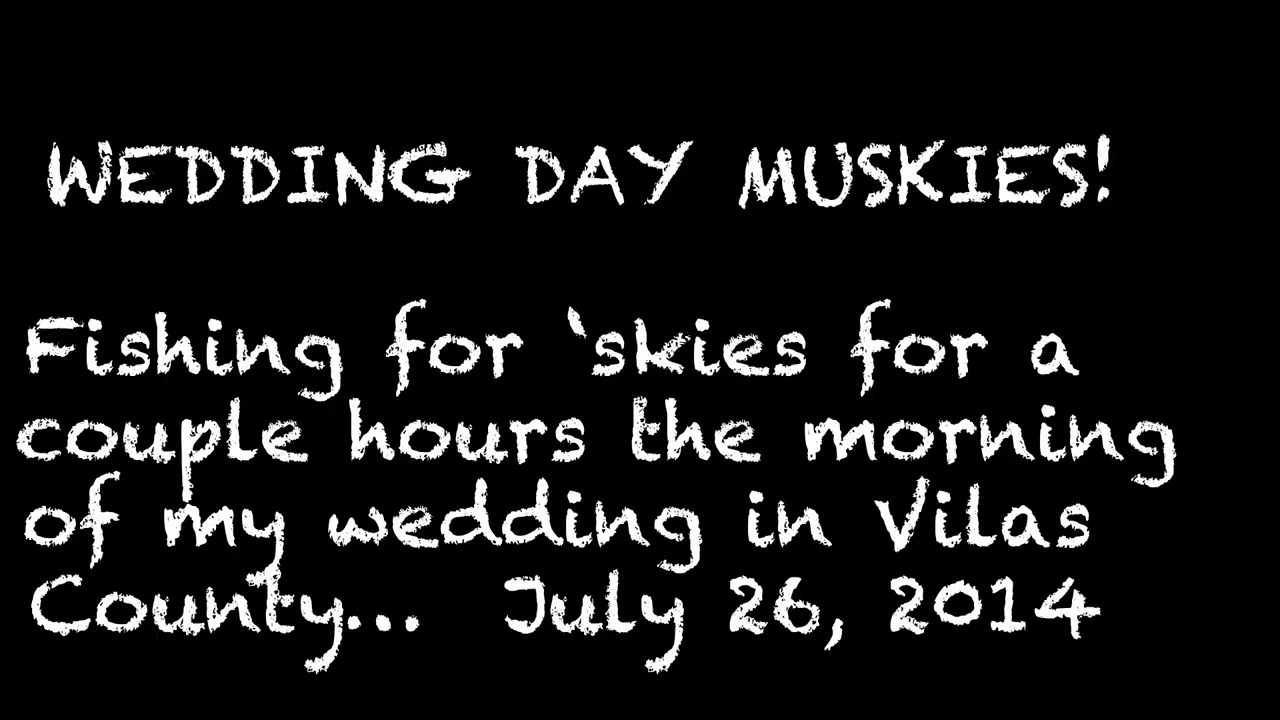 WEDDING DAY MUSKIES!
Fishing for `skies for a
couple hours the morning
of my wedding in Vilas
County... July 26, 2014